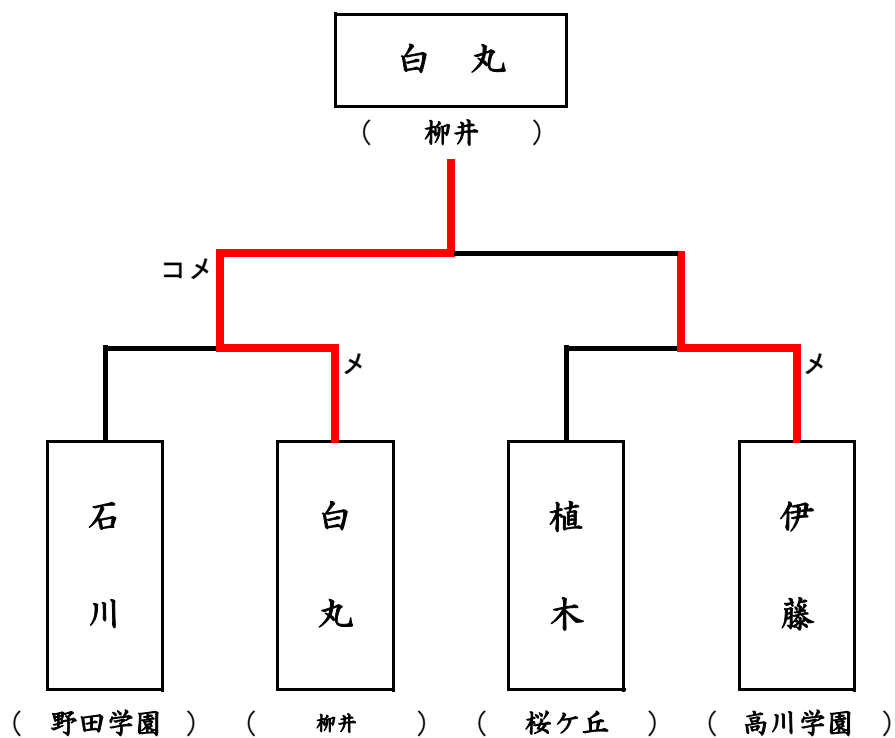 白 丸
( 柳井 )
コメ
メ
メ
石川
白丸
植木
伊藤
( 野田学園 )
( 柳井 )
( 桜ケ丘 )
( 高川学園 )